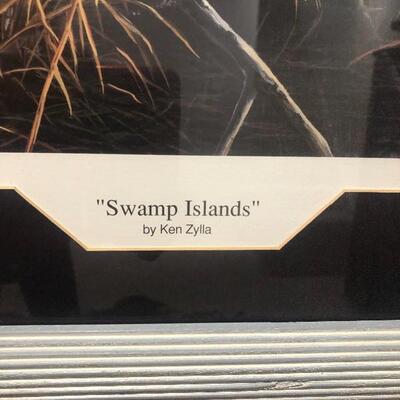 "Swamp Islands"
by Ken Zylla